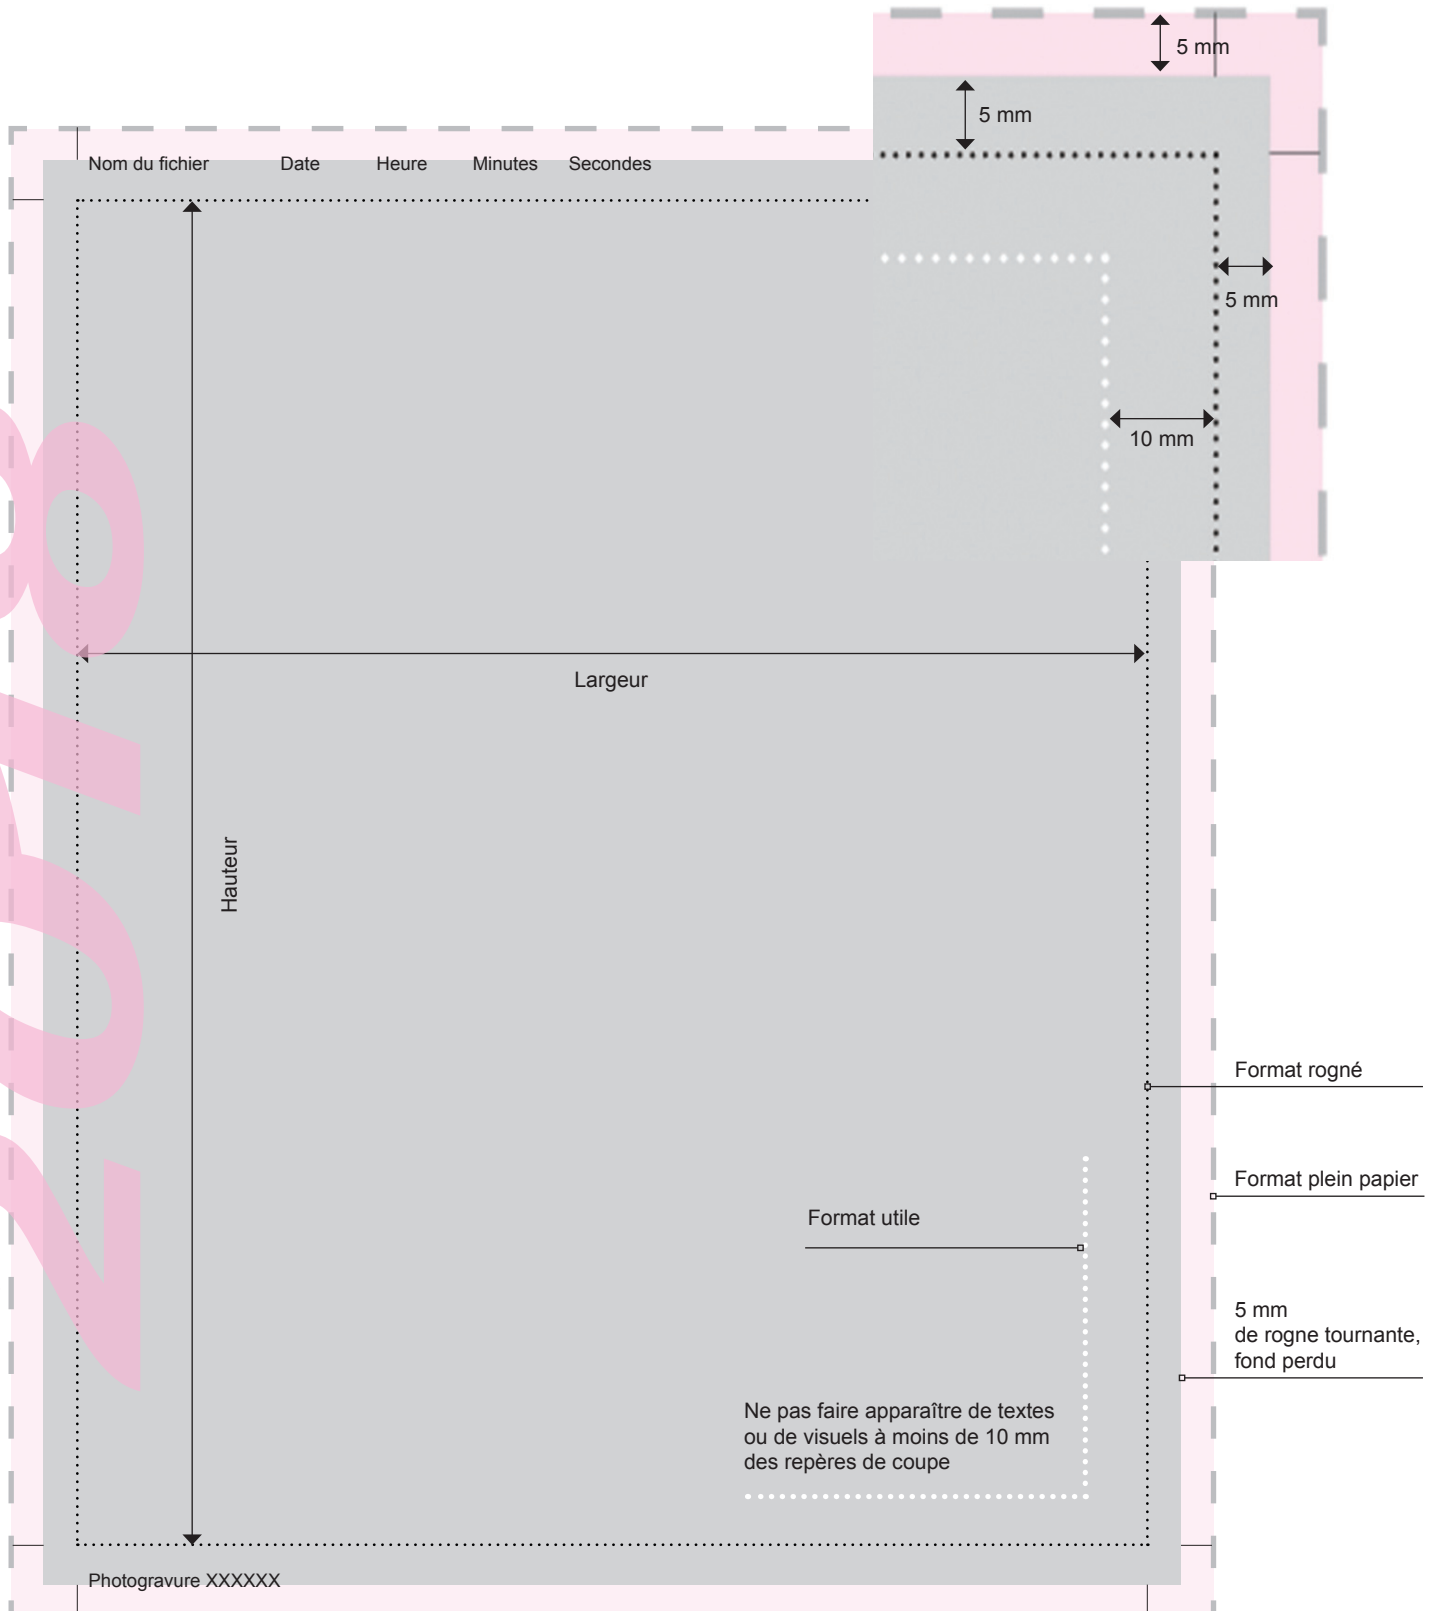 5 mm
5 mm
Nom du fichier Date Heure Minutes Secondes
5 mm
10 mm
Largeur
Hauteur
2018
Format rogné
Format plein papier
Format utile
5 mm
de rogne tournante,
fond perdu
Ne pas faire apparaître de textes
ou de visuels à moins de 10 mm
des repères de coupe
Photogravure XXXXXX